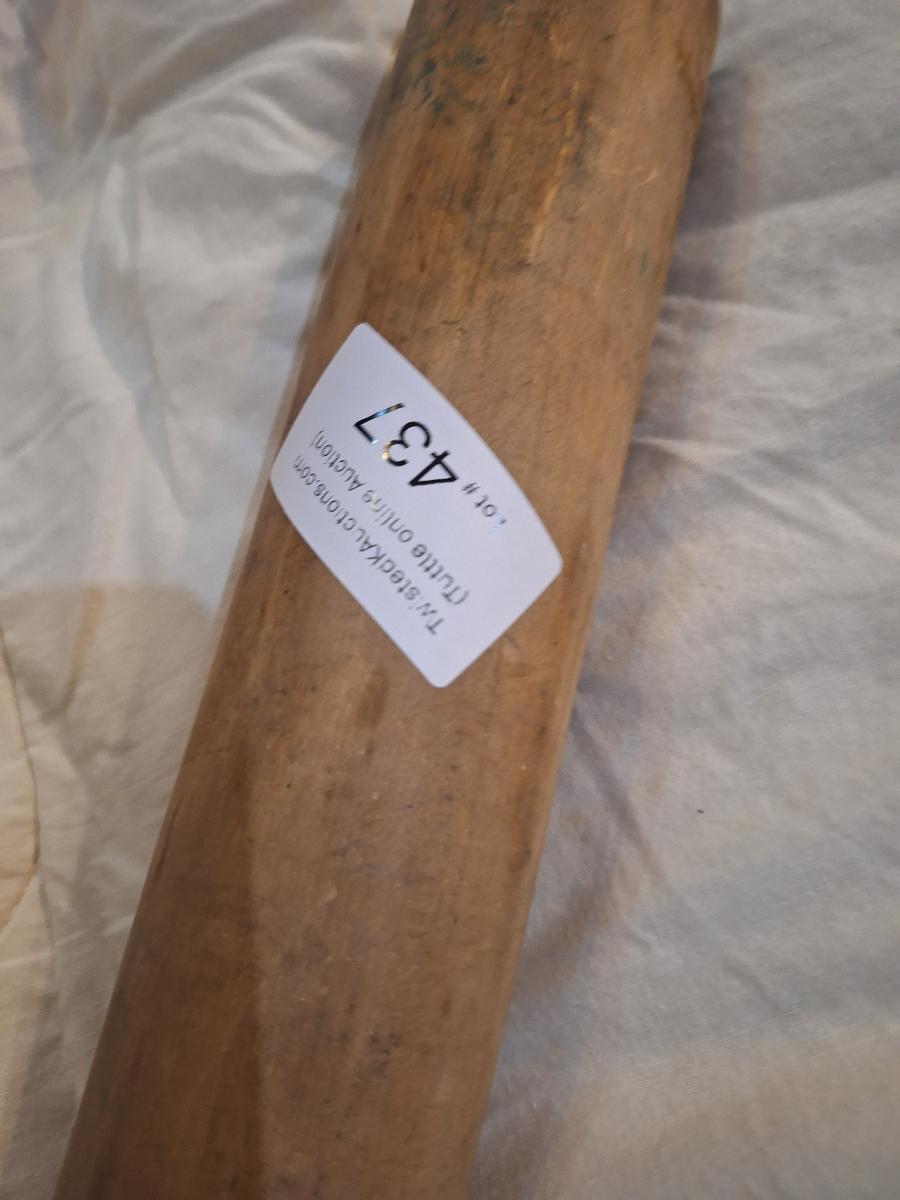 TwistedKAuctions.com
(Tuttle online Auction)
Lot #
437